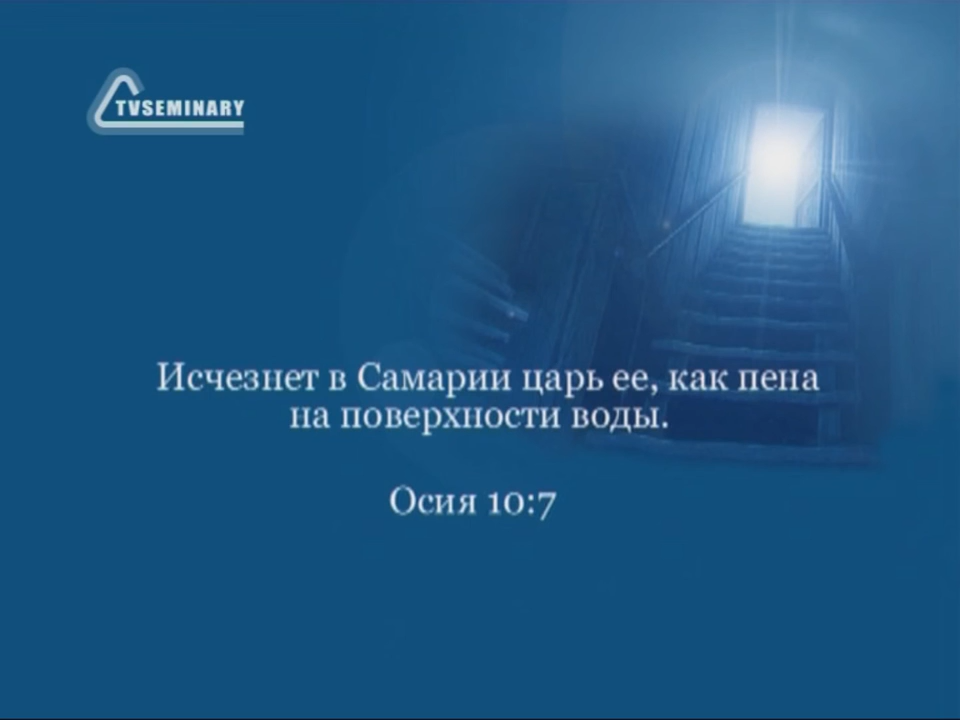 TVSEMINARY
Исчезнет в Самарии царь ее, как пена
на поверхности воды.
Осия 10:7